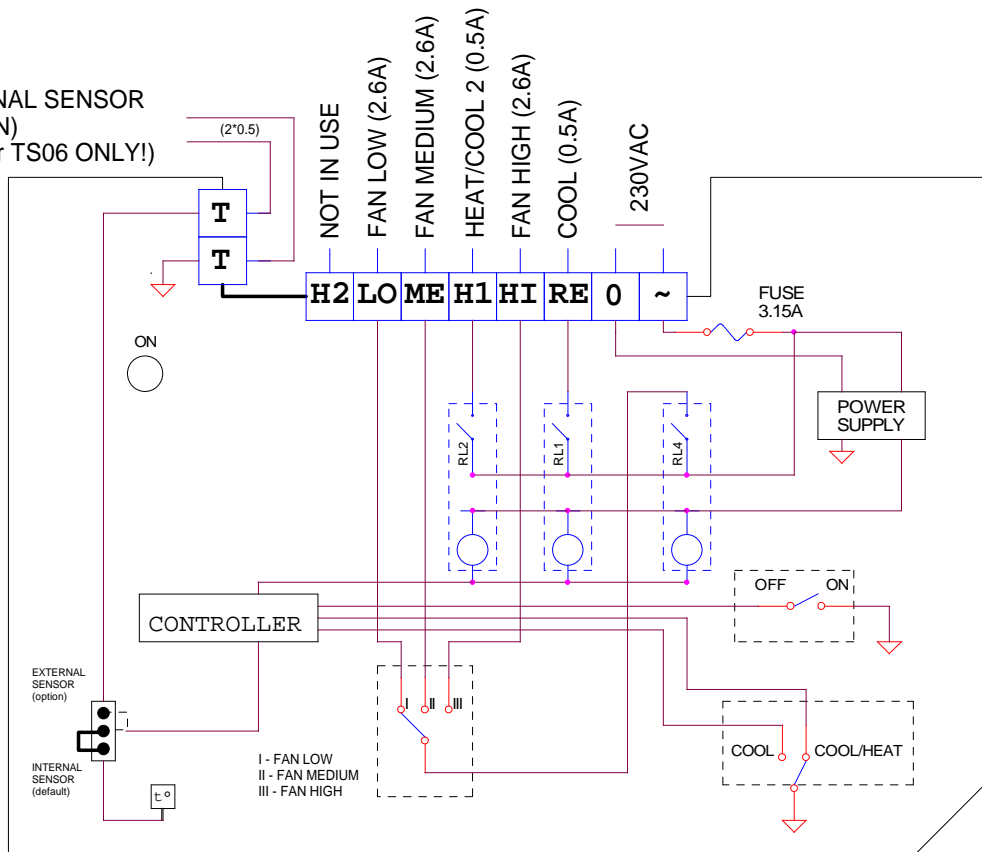 NAL SENSOR
N)
r TS06 ONLY!)
(2*0.5)
NOT IN USE
FAN LOW (2.6A)
FAN MEDIUM (2.6A)
HEAT/COOL 2 (0.5A)
FAN HIGH (2.6A)
COOL (0.5A)
230VAC
T
T
H2 LO ME H1 HI RE 0 ~
FUSE
3.15A
ON
POWER
SUPPLY
RL2
RL1
RL4
OFF ON
CONTROLLER
EXTERNAL
SENSOR
(option)
INTERNAL
SENSOR
(default)
t°
I II III
I - FAN LOW
II - FAN MEDIUM
III - FAN HIGH
COOL COOL/HEAT